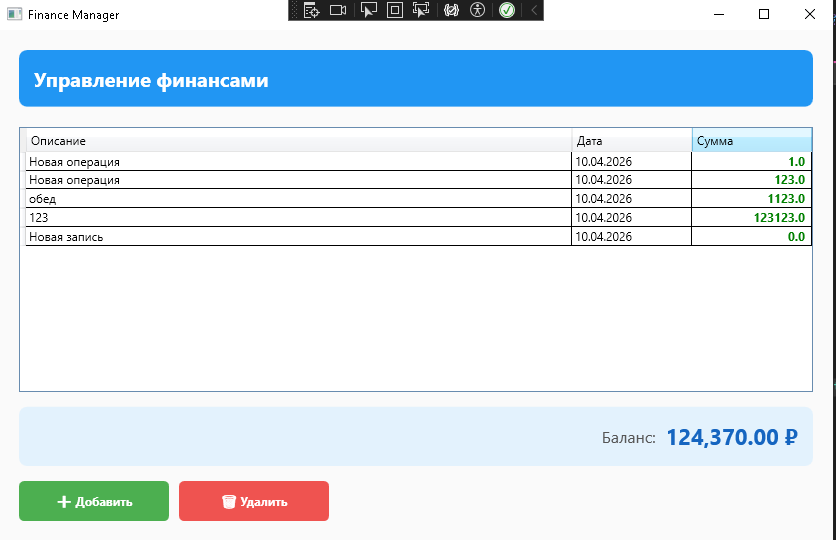 Finance Manager
Управление финансами
Описание Дата Сумма
Новая операция 10.04.2026 1.0
Новая операция 10.04.2026 123.0
обед 10.04.2026 1123.0
123 10.04.2026 123123.0
Новая запись 10.04.2026 0.0
Баланс: 124,370.00 ₽
Добавить Удалить